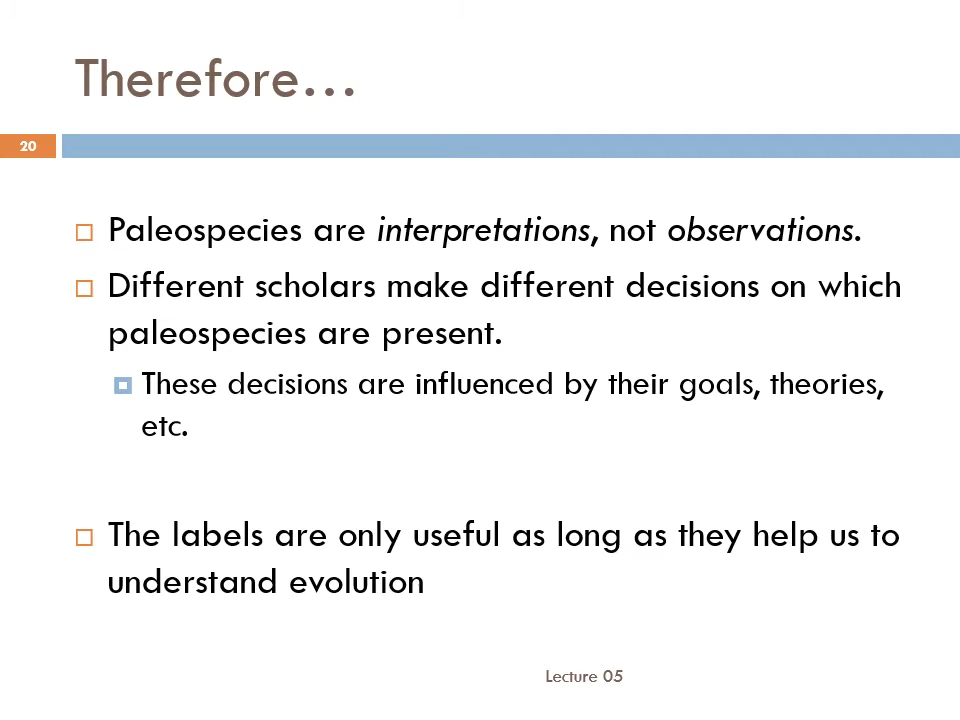 Therefore…
20
Paleospecies are interpretations, not observations.
Different scholars make different decisions on which
paleospecies are present.
These decisions are influenced by their goals, theories,
etc.
The labels are only useful as long as they help us to
understand evolution
Lecture 05